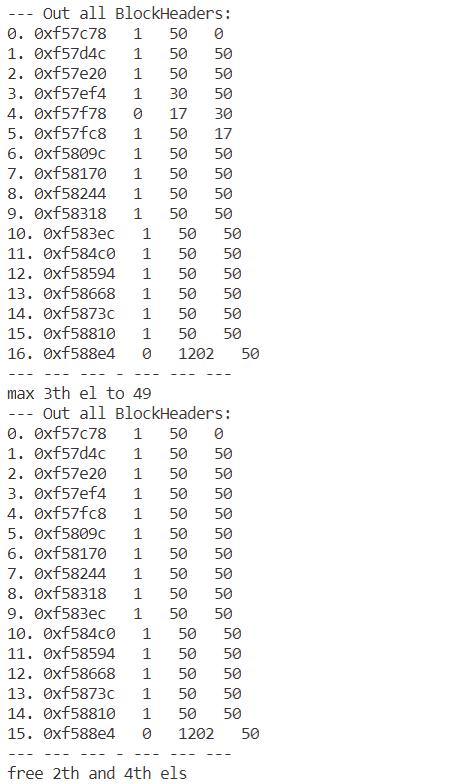 --- Out all BlockHeaders:
0. 0xf57c78   1   50   0
1. 0xf57d4c   1   50   50
2. 0xf57e20   1   50   50
3. 0xf57ef4   1   30   50
4. 0xf57f78   0   17   30
5. 0xf57fc8   1   50   17
6. 0xf5809c   1   50   50
7. 0xf58170   1   50   50
8. 0xf58244   1   50   50
9. 0xf58318   1   50   50
10. 0xf583ec   1   50   50
11. 0xf584c0   1   50   50
12. 0xf58594   1   50   50
13. 0xf58668   1   50   50
14. 0xf5873c   1   50   50
15. 0xf58810   1   50   50
16. 0xf588e4   0   1202   50
--- --- --- - --- --- ---
max 3th el to 49
--- Out all BlockHeaders:
0. 0xf57c78   1   50   0
1. 0xf57d4c   1   50   50
2. 0xf57e20   1   50   50
3. 0xf57ef4   1   50   50
4. 0xf57fc8   1   50   50
5. 0xf5809c   1   50   50
6. 0xf58170   1   50   50
7. 0xf58244   1   50   50
8. 0xf58318   1   50   50
9. 0xf583ec   1   50   50
10. 0xf584c0   1   50   50
11. 0xf58594   1   50   50
12. 0xf58668   1   50   50
13. 0xf5873c   1   50   50
14. 0xf58810   1   50   50
15. 0xf588e4   0   1202   50
--- --- --- - --- --- ---
free 2th and 4th els